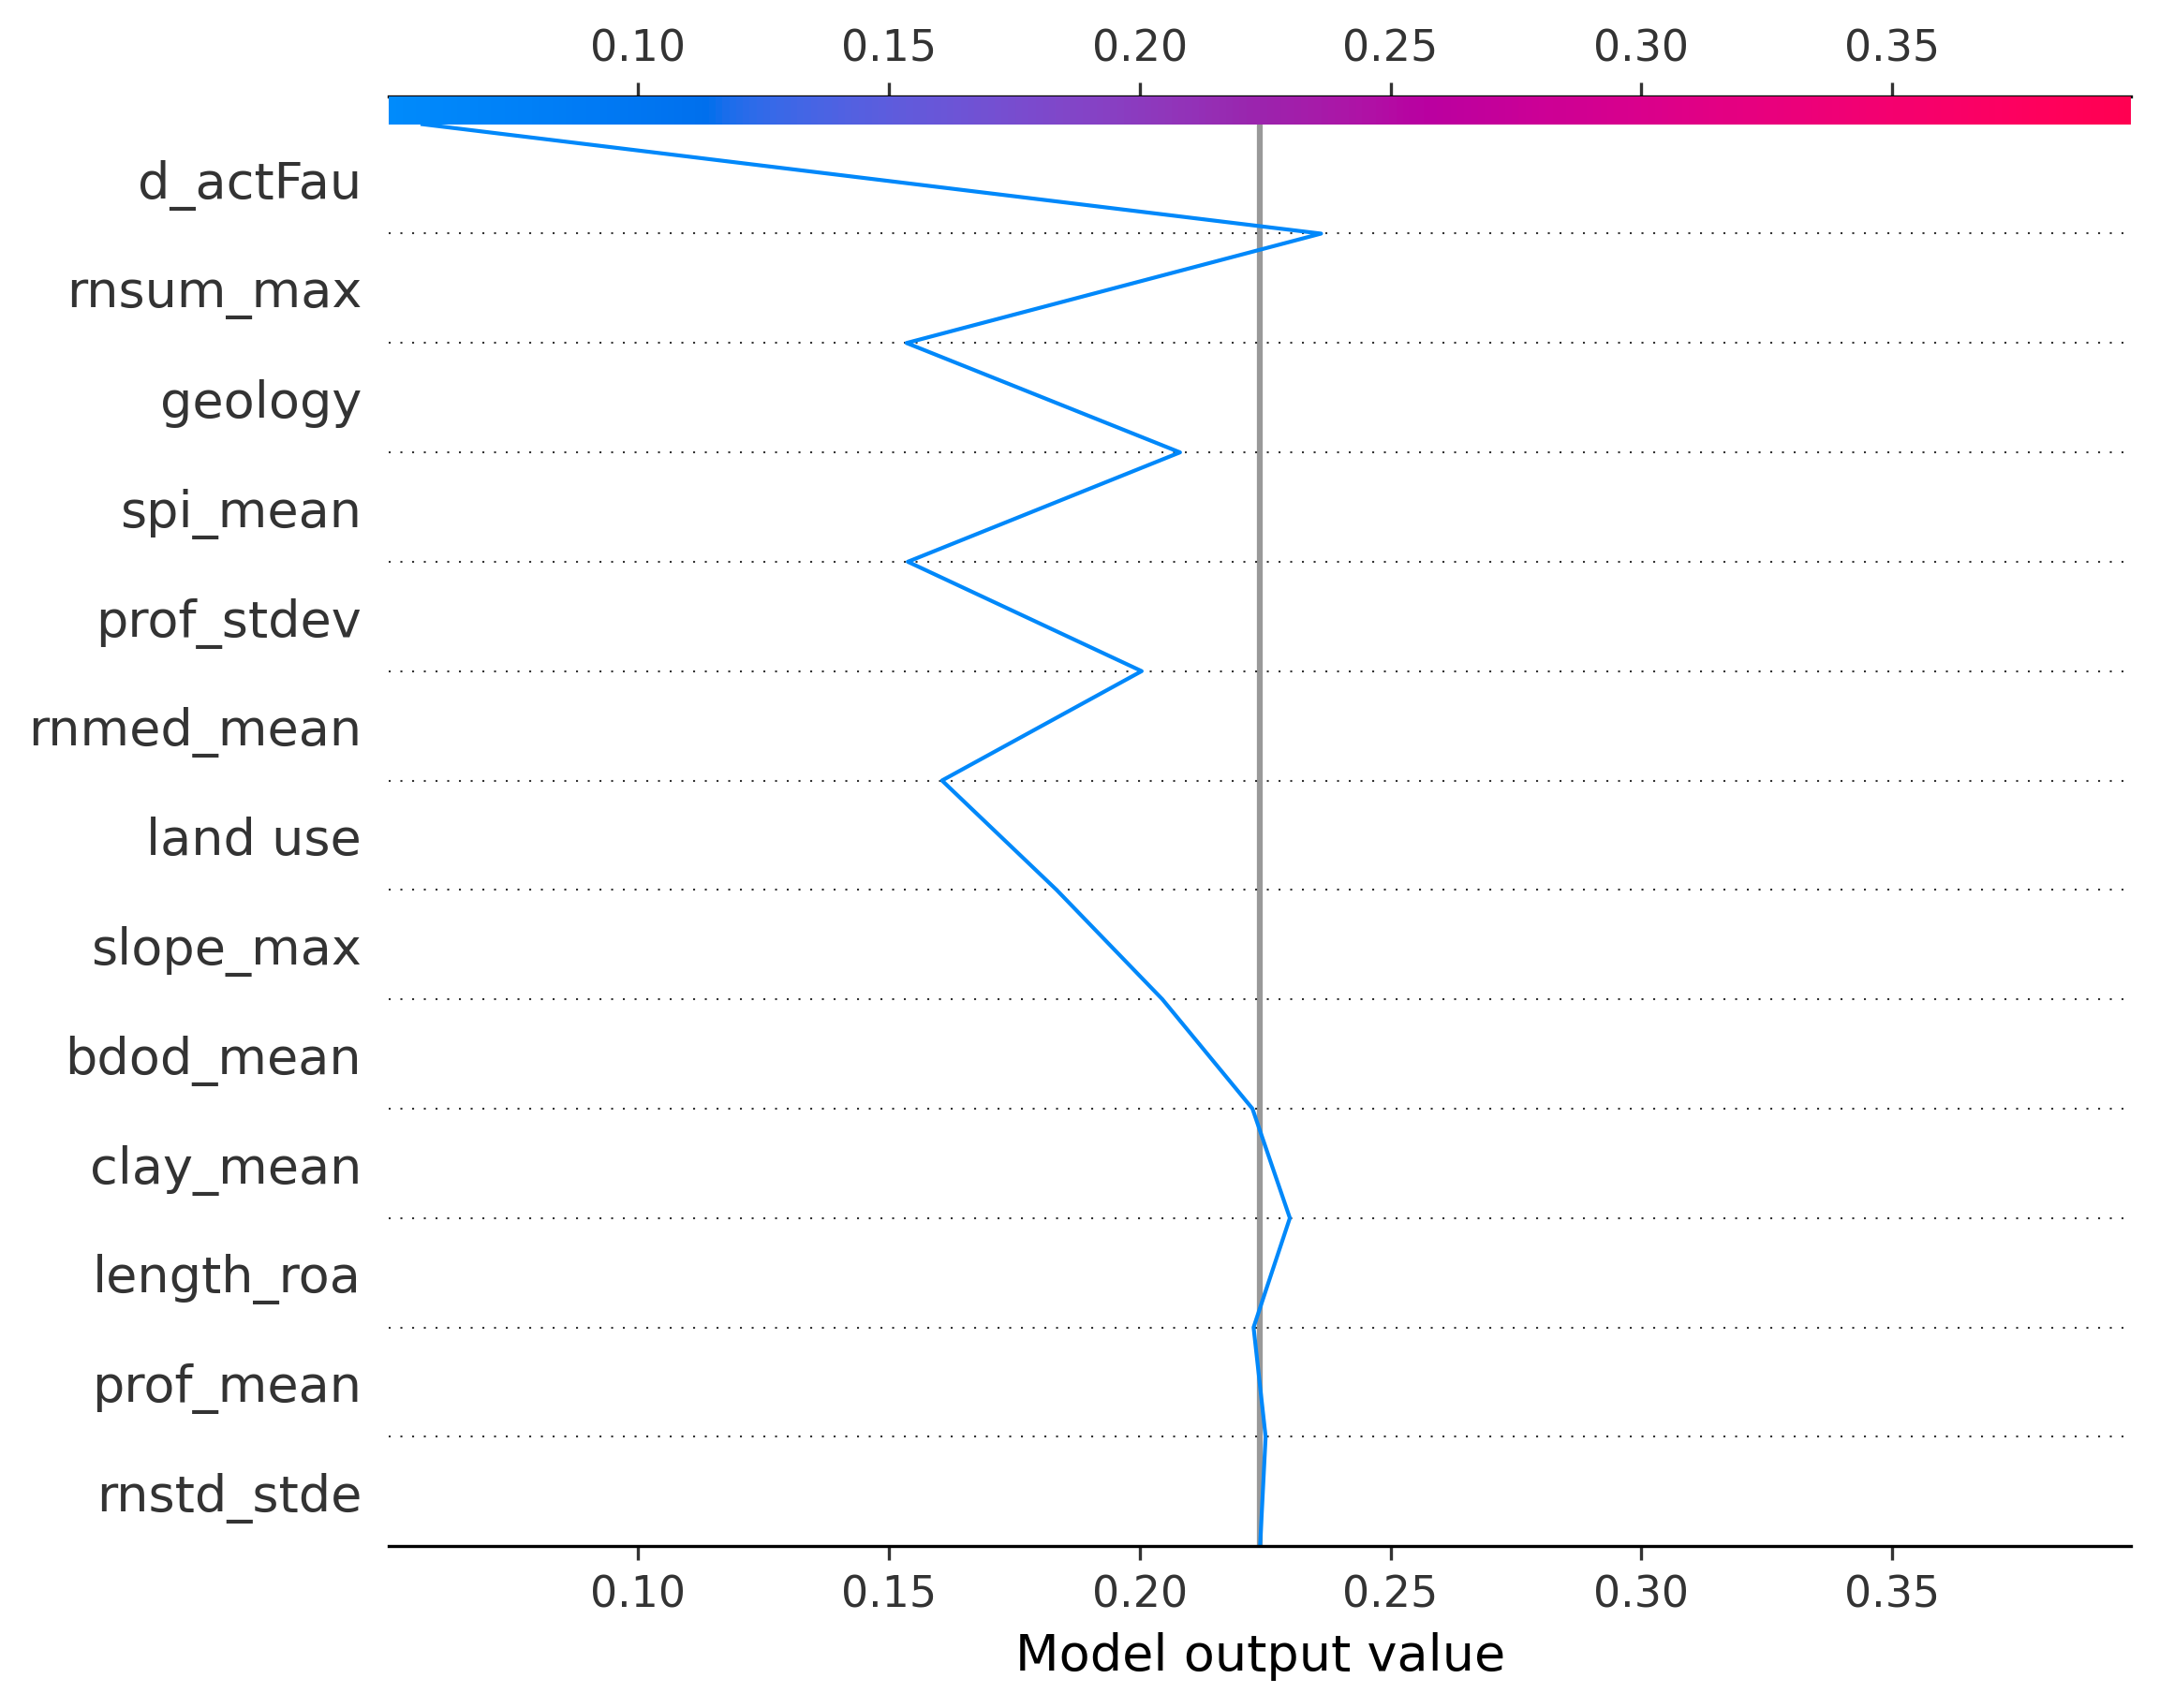 0.10 0.15 0.20 0.25 0.30 0.35
d_actFau
rnsum_max
geology
spi_mean
prof_stdev
rnmed_mean
land use
slope_max
bdod_mean
clay_mean
length_roa
prof_mean
rnstd_stde
0.10 0.15 0.20 0.25 0.30 0.35
Model output value